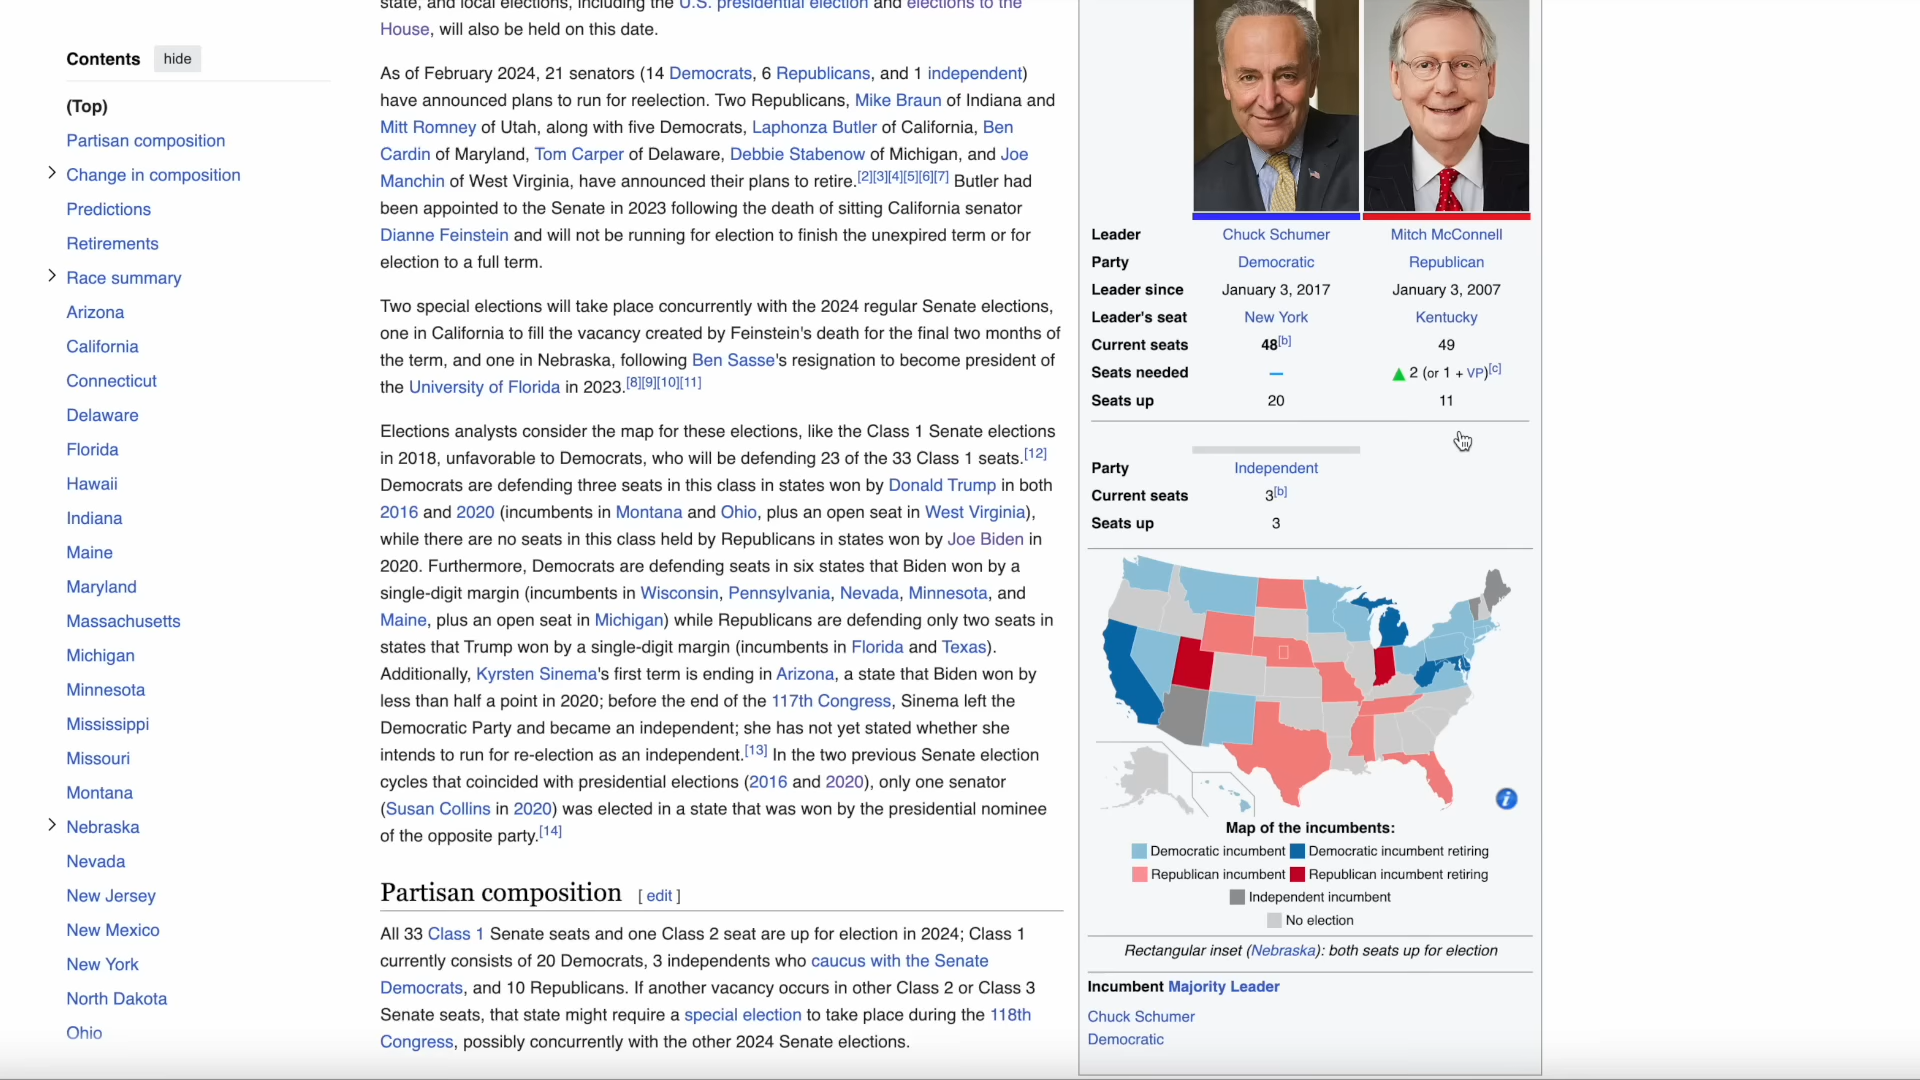 state, and local elections, including the U.S. presidential election and elections to the
House, will also be held on this date.
Contents hide
(Top)
Partisan composition
Change in composition
Predictions
Retirements
Race summary
Arizona
California
Connecticut
Delaware
Florida
Hawaii
Indiana
Maine
Maryland
Massachusetts
Michigan
Minnesota
Mississippi
Missouri
Montana
Nebraska
Nevada
New Jersey
New Mexico
New York
North Dakota
Ohio
As of February 2024, 21 senators (14 Democrats, 6 Republicans, and 1 independent)
have announced plans to run for reelection. Two Republicans, Mike Braun of Indiana and
Mitt Romney of Utah, along with five Democrats, Laphonza Butler of California, Ben
Cardin of Maryland, Tom Carper of Delaware, Debbie Stabenow of Michigan, and Joe
Manchin of West Virginia, have announced their plans to retire.[2][3][4][5][6][7] Butler had
been appointed to the Senate in 2023 following the death of sitting California senator
Dianne Feinstein and will not be running for election to finish the unexpired term or for
election to a full term.
Two special elections will take place concurrently with the 2024 regular Senate elections,
one in California to fill the vacancy created by Feinstein's death for the final two months of
the term, and one in Nebraska, following Ben Sasse's resignation to become president of
the University of Florida in 2023.[8][9][10][11]
Elections analysts consider the map for these elections, like the Class 1 Senate elections
in 2018, unfavorable to Democrats, who will be defending 23 of the 33 Class 1 seats.[12]
Democrats are defending three seats in this class in states won by Donald Trump in both
2016 and 2020 (incumbents in Montana and Ohio, plus an open seat in West Virginia),
while there are no seats in this class held by Republicans in states won by Joe Biden in
2020. Furthermore, Democrats are defending seats in six states that Biden won by a
single-digit margin (incumbents in Wisconsin, Pennsylvania, Nevada, Minnesota, and
Maine, plus an open seat in Michigan) while Republicans are defending only two seats in
states that Trump won by a single-digit margin (incumbents in Florida and Texas).
Additionally, Kyrsten Sinema's first term is ending in Arizona, a state that Biden won by
less than half a point in 2020; before the end of the 117th Congress, Sinema left the
Democratic Party and became an independent; she has not yet stated whether she
intends to run for re-election as an independent.[13] In the two previous Senate election
cycles that coincided with presidential elections (2016 and 2020), only one senator
(Susan Collins in 2020) was elected in a state that was won by the presidential nominee
of the opposite party.[14]
Partisan composition [ edit ]
All 33 Class 1 Senate seats and one Class 2 seat are up for election in 2024; Class 1
currently consists of 20 Democrats, 3 independents who caucus with the Senate
Democrats, and 10 Republicans. If another vacancy occurs in other Class 2 or Class 3
Senate seats, that state might require a special election to take place during the 118th
Congress, possibly concurrently with the other 2024 Senate elections.
Leader Chuck Schumer Mitch McConnell
Party Democratic Republican
Leader since January 3, 2017 January 3, 2007
Leader's seat New York Kentucky
Current seats 48[b] 49
Seats needed — ▲ 2 (or 1 + VP)[c]
Seats up 20 11
Party Independent
Current seats 3[b]
Seats up 3
i
Map of the incumbents:
Democratic incumbent Democratic incumbent retiring
Republican incumbent Republican incumbent retiring
Independent incumbent
No election
Rectangular inset (Nebraska): both seats up for election
Incumbent Majority Leader
Chuck Schumer
Democratic